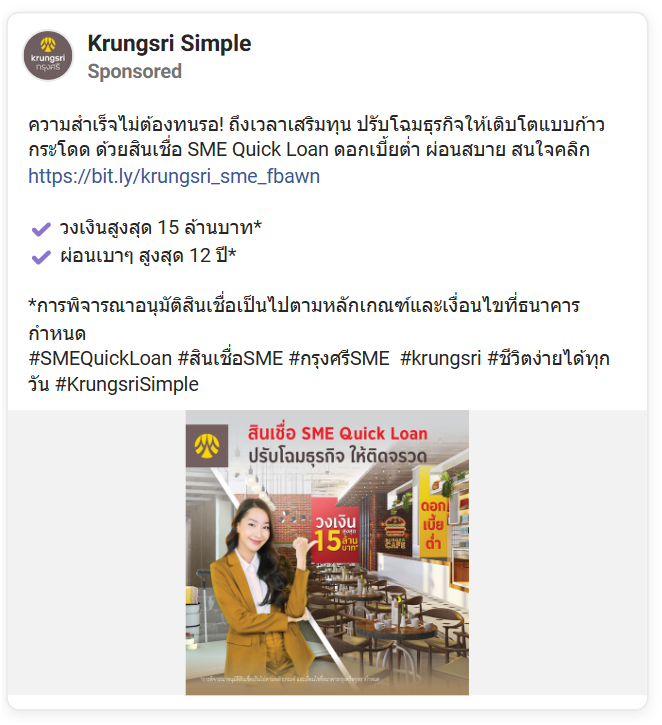 Krungsri Simple
Sponsored
ความสำเร็จไม่ต้องทนรอ! ถึงเวลาเสริมทุน ปรับโฉมธุรกิจให้เติบโตแบบก้าว
กระโดด ด้วยสินเชื่อ SME Quick Loan ดอกเบี้ยต่ำ ผ่อนสบาย สนใจคลิก
https://bit.ly/krungsri_sme_fbawn
วงเงินสูงสุด 15 ล้านบาท*
ผ่อนเบาๆ สูงสุด 12 ปี*
*การพิจารณาอนุมัติสินเชื่อเป็นไปตามหลักเกณฑ์และเงื่อนไขที่ธนาคาร
กำหนด
#SMEQuickLoan #สินเชื่อSME #กรุงศรีSME #krungsri #ชีวิตง่ายได้ทุก
วัน #KrungsriSimple
krungsri
กรุงศรี
สินเชื่อ SME Quick Loan
ปรับโฉมธุรกิจ ให้ติดจรวด
วงเงิน
สูงสุด
15 ล้าน
บาท*
CAFE
ดอก
เบี้ย
ต่ำ